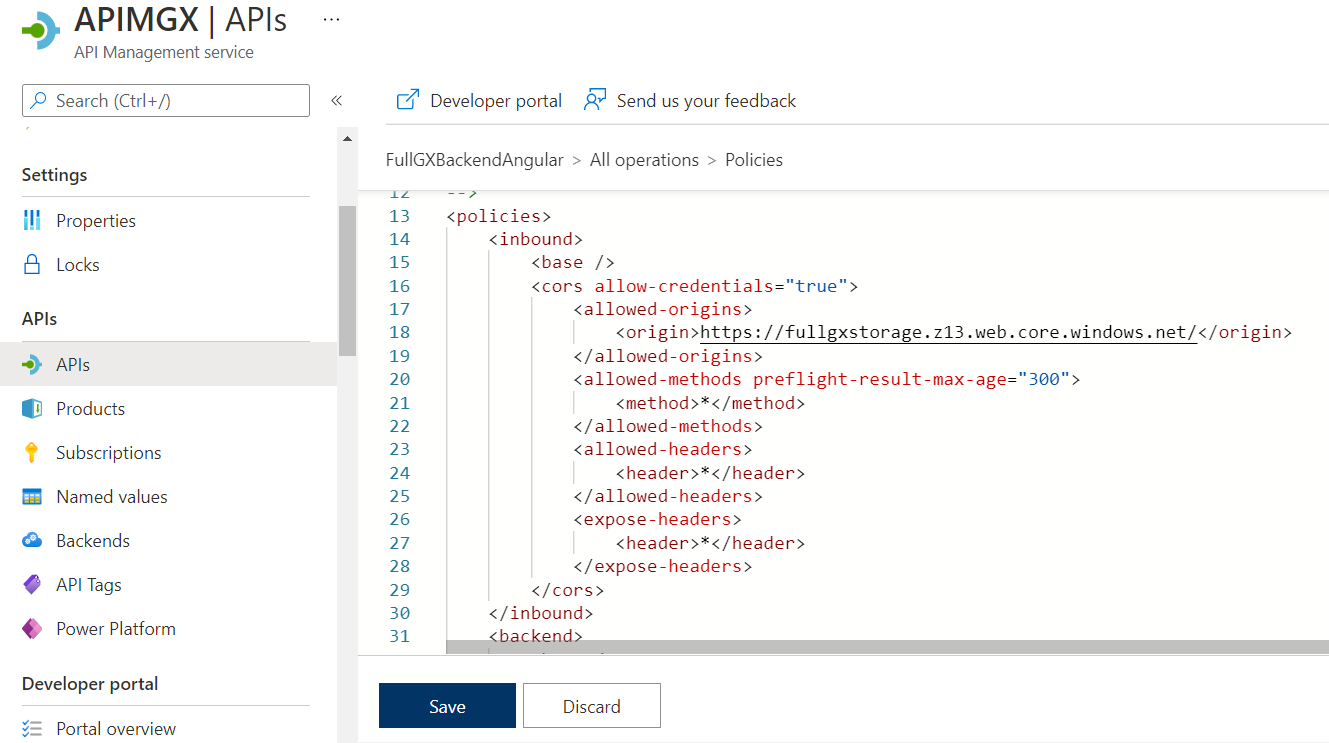 APIMGX | APIs ...
API Management service
Search (Ctrl+/)
«
Settings
Properties
Locks
APIs
APIs
Products
Subscriptions
Named values
Backends
API Tags
Power Platform
Developer portal
Portal overview
Developer portal Send us your feedback
FullGXBackendAngular > All operations > Policies
12 -->
13 <policies>
14 <inbound>
15 <base />
16 <cors allow-credentials="true">
17 <allowed-origins>
18 <origin>https://fullgxstorage.z13.web.core.windows.net/</origin>
19 </allowed-origins>
20 <allowed-methods preflight-result-max-age="300">
21 <method>*</method>
22 </allowed-methods>
23 <allowed-headers>
24 <header>*</header>
25 </allowed-headers>
26 <expose-headers>
27 <header>*</header>
28 </expose-headers>
29 </cors>
30 </inbound>
31 <backend>
Save Discard